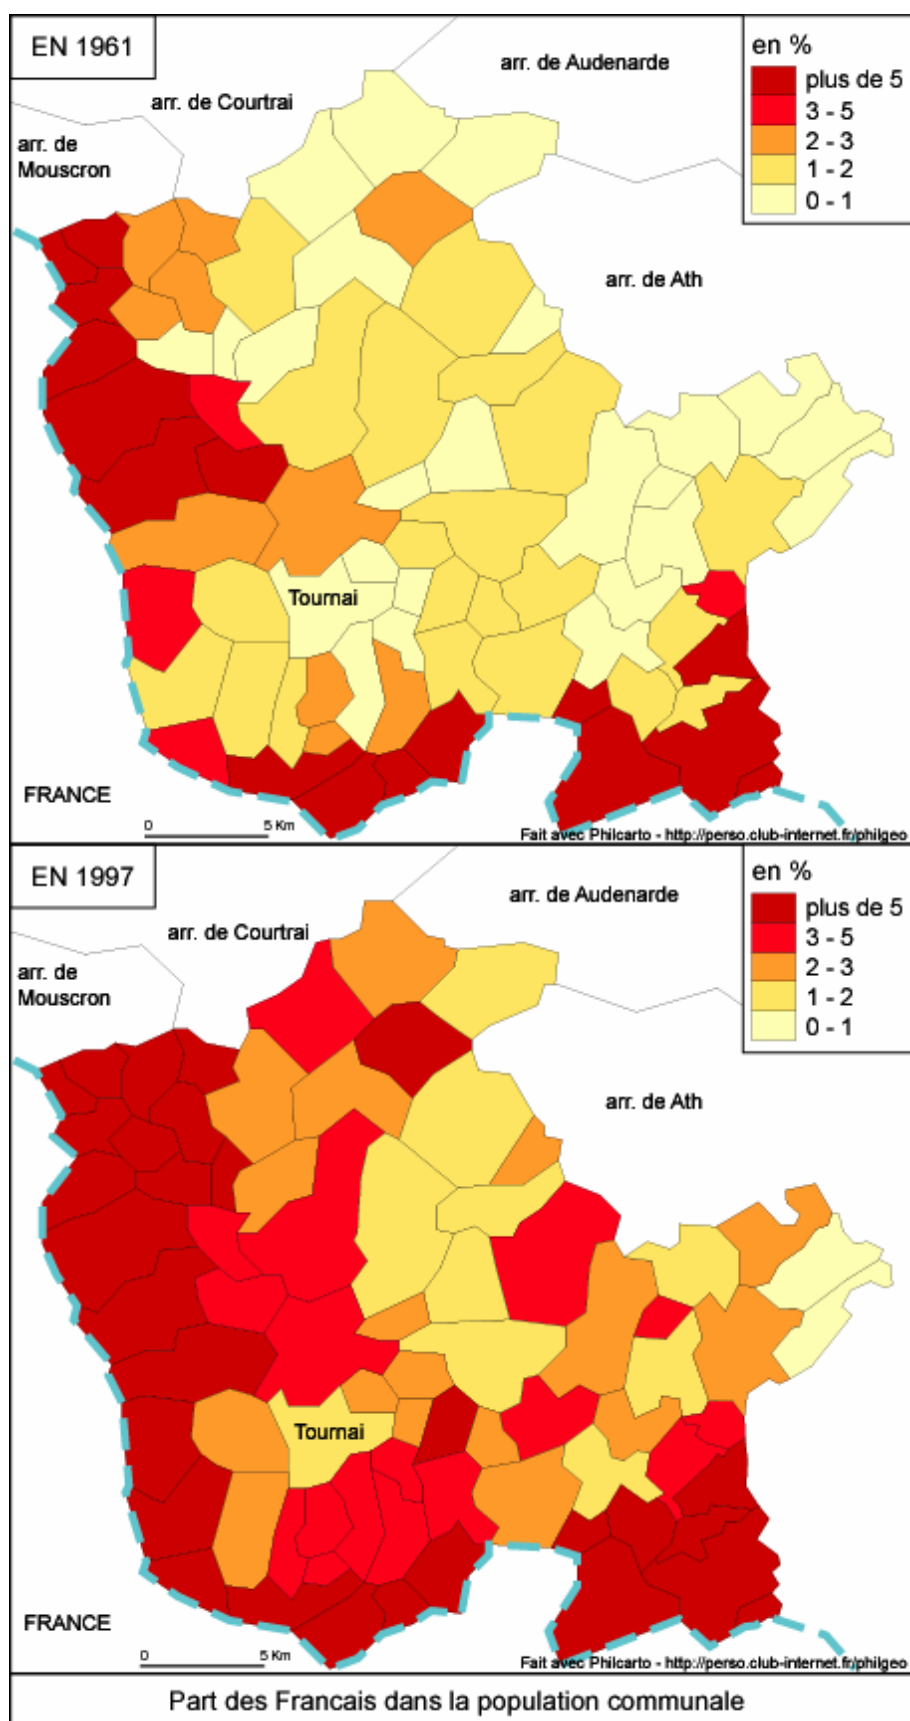 EN 1961
arr. de Audenarde
en %
plus de 5
3 - 5
2 - 3
1 - 2
0 - 1
arr. de Courtrai
arr. de
Mouscron
arr. de Ath
Tournai
FRANCE
0 5 Km
Fait avec Philcarto - http://perso.club-internet.fr/philgeo
EN 1997
arr. de Audenarde
en %
plus de 5
3 - 5
2 - 3
1 - 2
0 - 1
arr. de Courtrai
arr. de
Mouscron
arr. de Ath
Tournai
FRANCE
0 5 Km
Fait avec Philcarto - http://perso.club-internet.fr/philgeo
Part des Francais dans la population communale